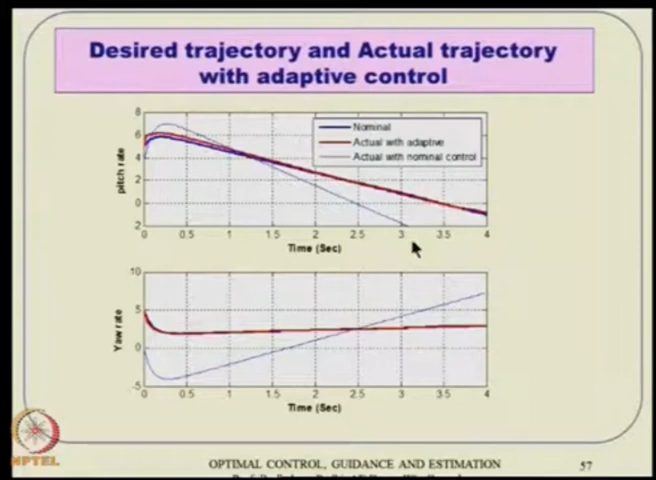 Desired trajectory and Actual trajectory
with adaptive control
8
6
4
2
0
2
pitch rate
Nominal
Actual with adaptive
Actual with nominal control
0 0.5 1 1.5 2 2.5 3 3.5 4
Time (Sec)
10
5
0
-5
Yaw rate
0 0.5 1 1.5 2 2.5 3 3.5 4
Time (Sec)
NPTEL
OPTIMAL CONTROL, GUIDANCE AND ESTIMATION
57